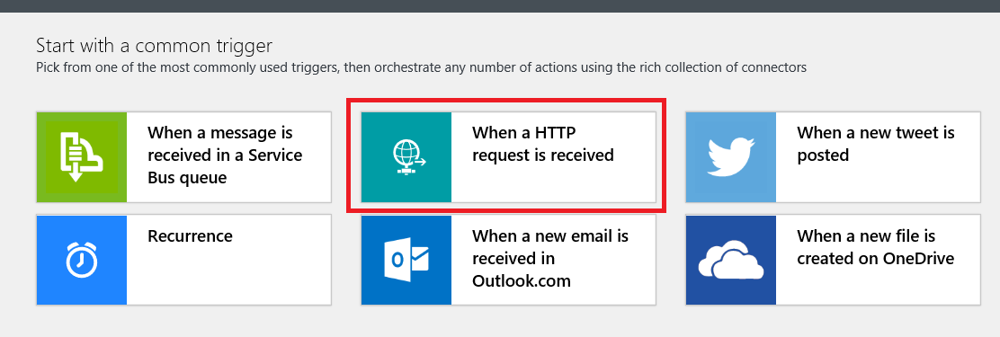 Start with a common trigger
Pick from one of the most commonly used triggers, then orchestrate any number of actions using the rich collection of connectors
When a message is
received in a Service
Bus queue
When a HTTP
request is received
When a new tweet is
posted
Recurrence
When a new email is
received in
Outlook.com
When a new file is
created on OneDrive